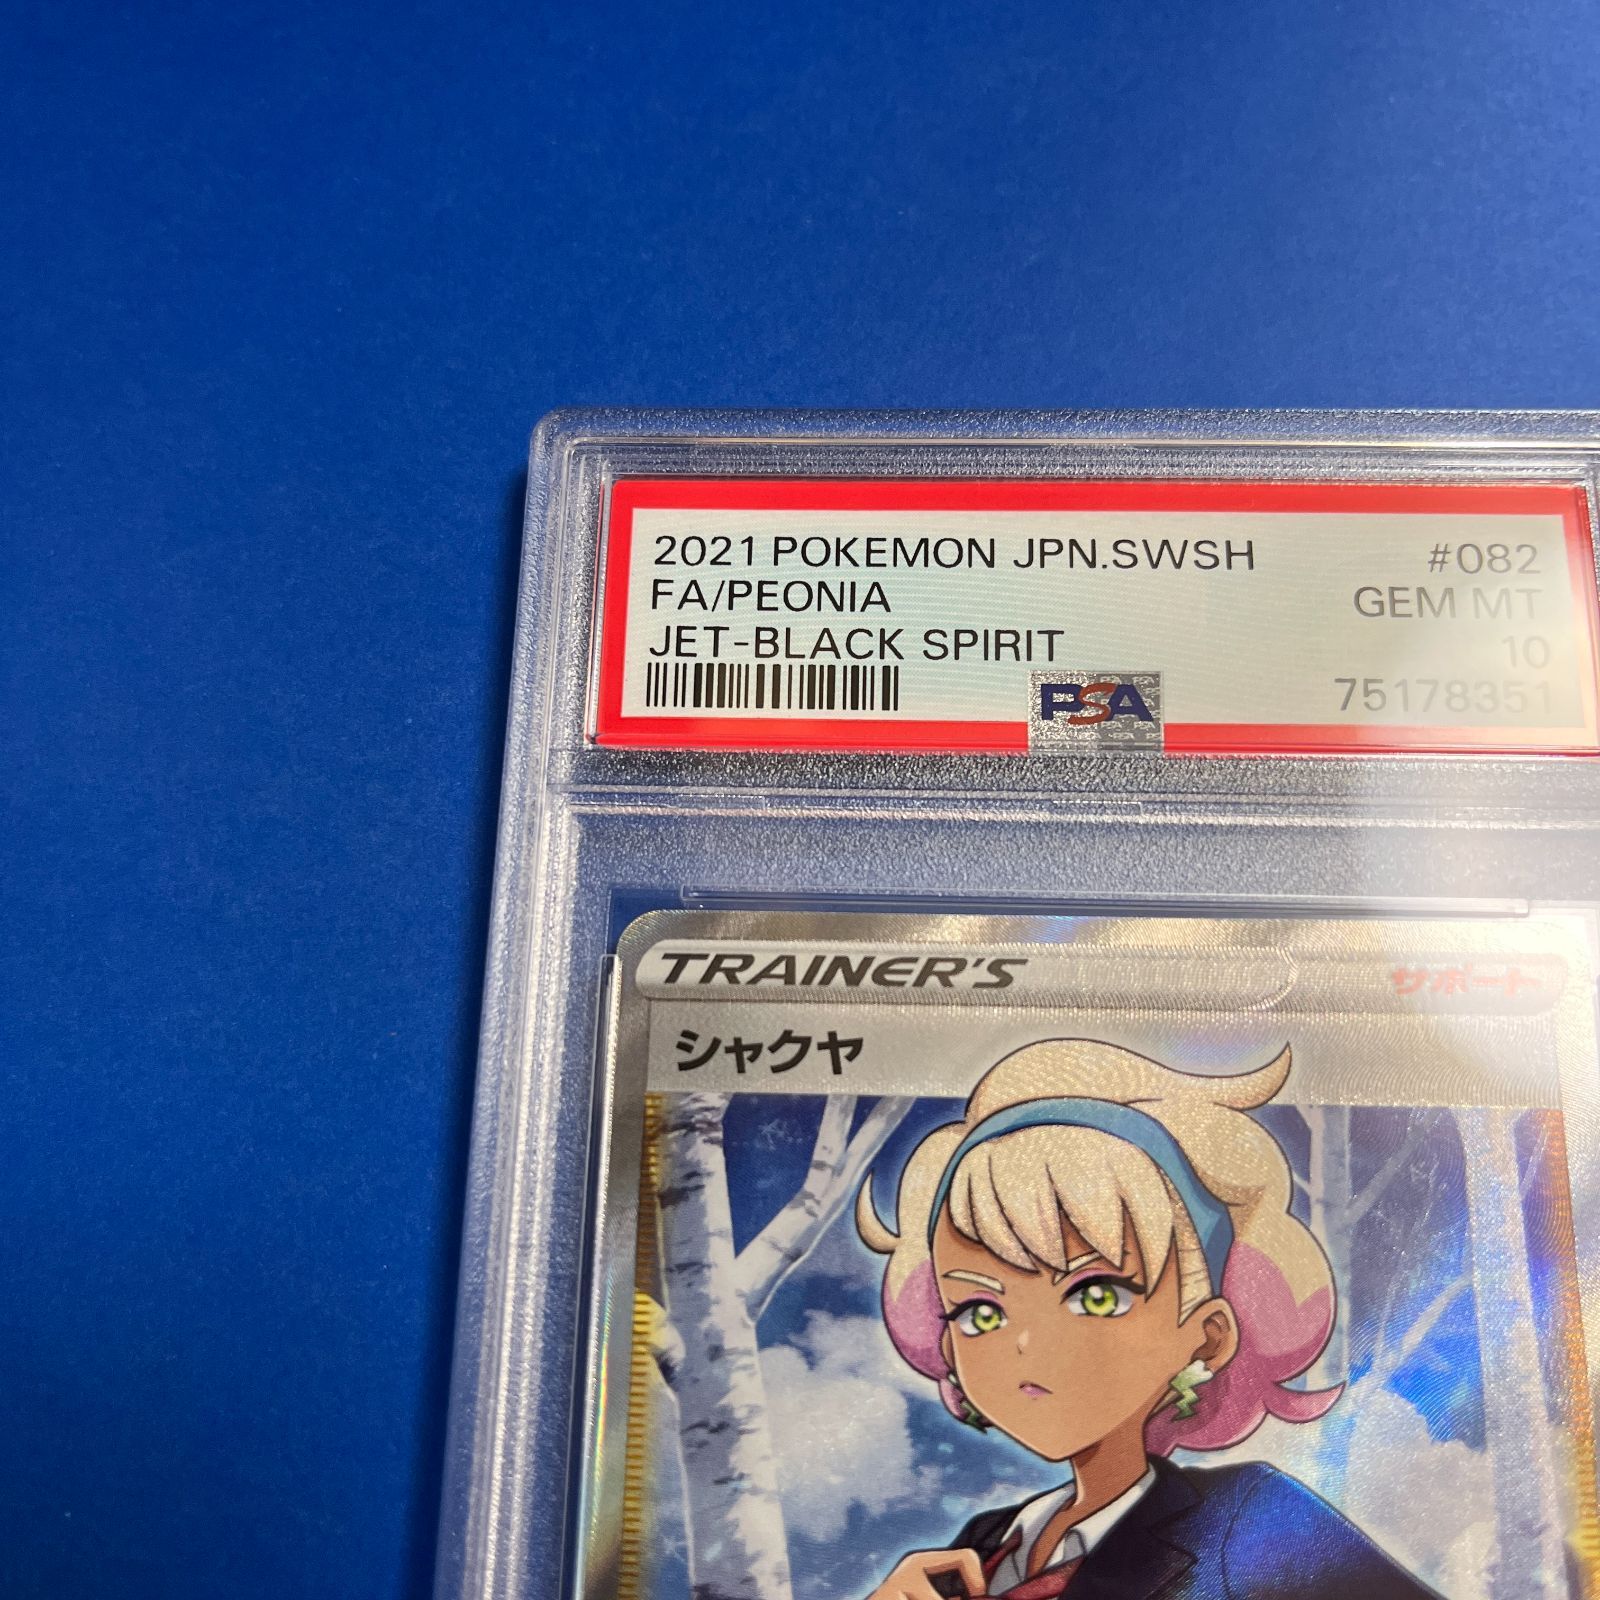 2021 POKEMON JPN.SWSH #082
FA/PEONIA GEM MT
JET-BLACK SPIRIT 10
PSA
TRAINER'S サポート
シャクヤ